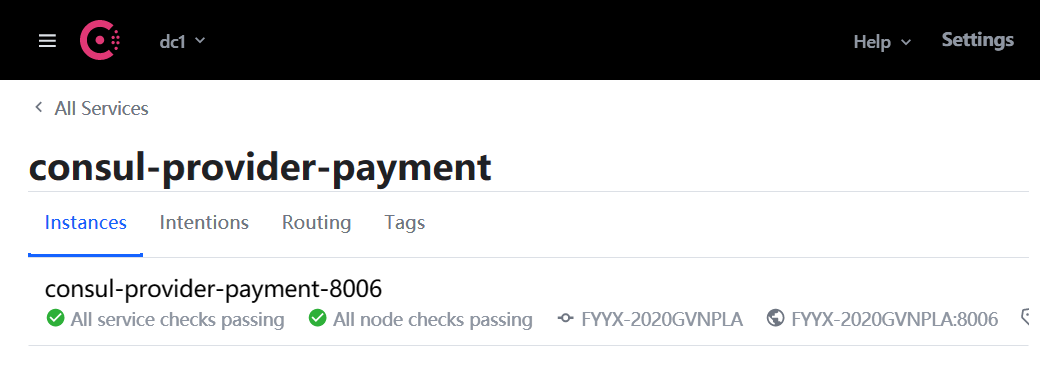 dc1 Help Settings
All Services
consul-provider-payment
Instances Intentions Routing Tags
consul-provider-payment-8006
All service checks passing All node checks passing FYYX-2020GVNPLA FYYX-2020GVNPLA:8006